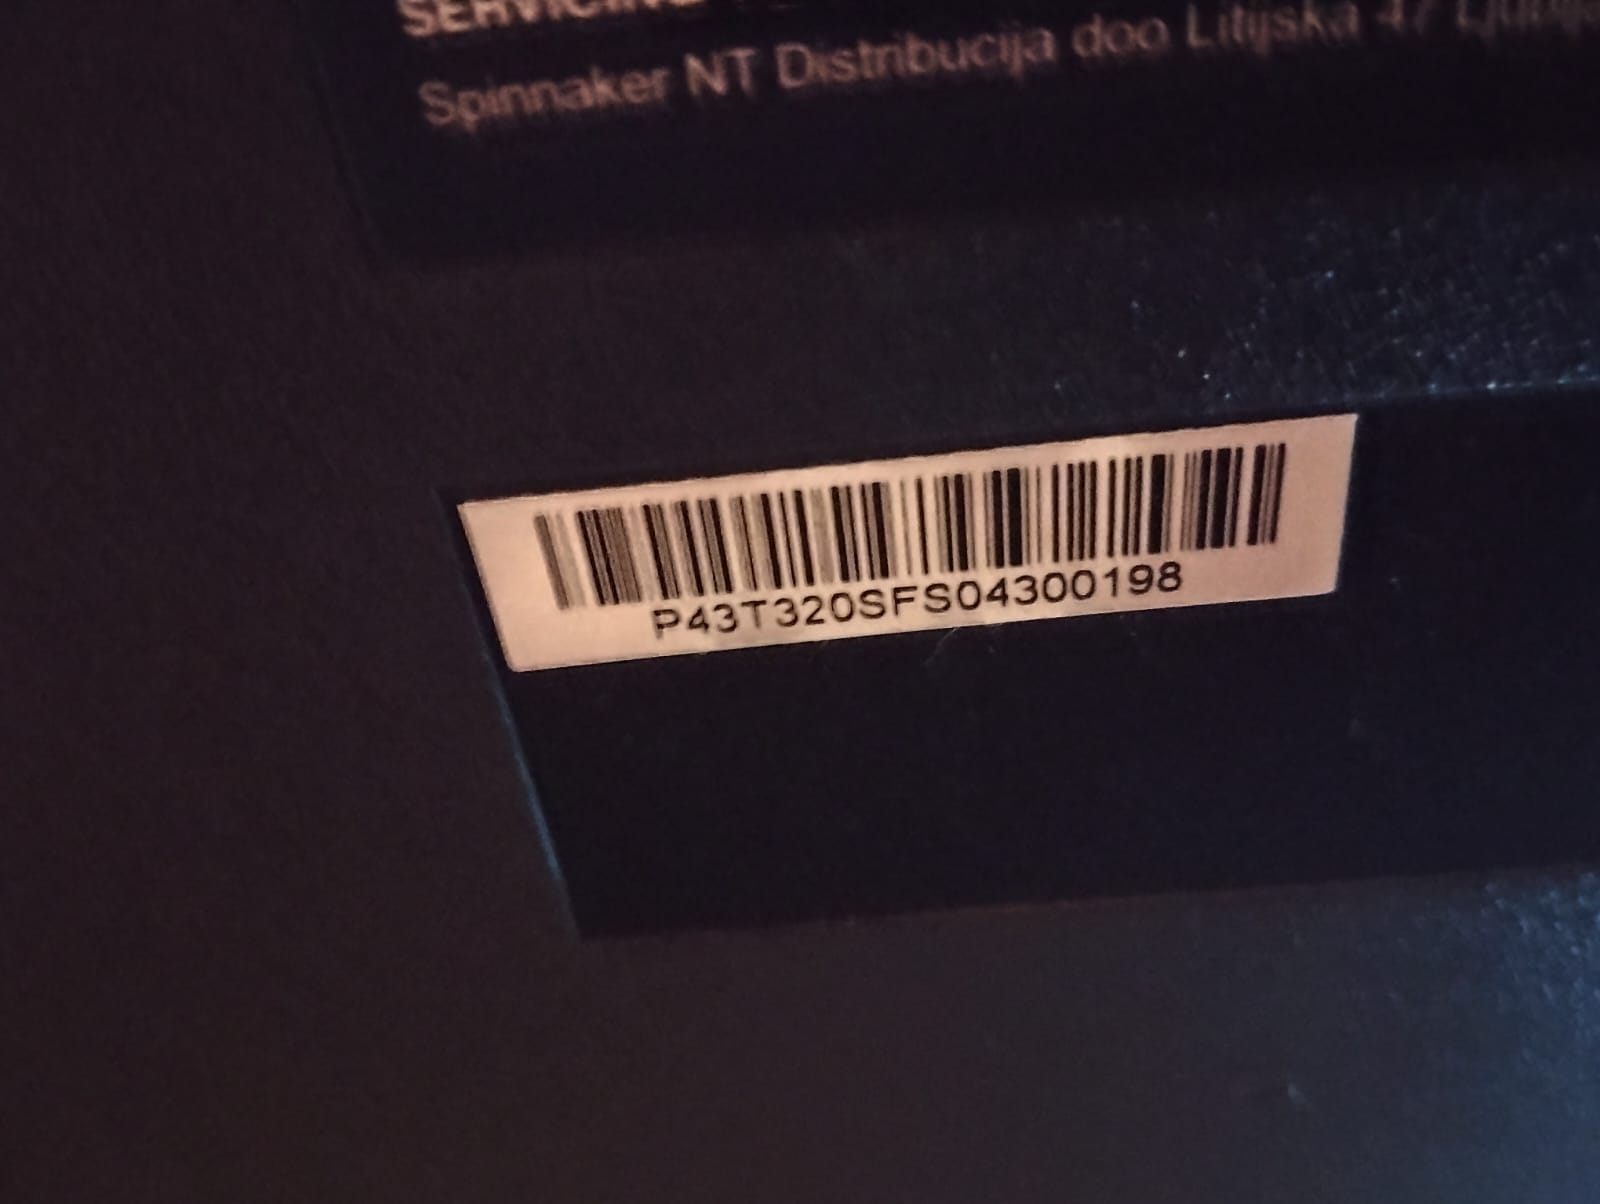 Spinnaker NT Distribucija doo Litijska 47
P43T320SFS04300198